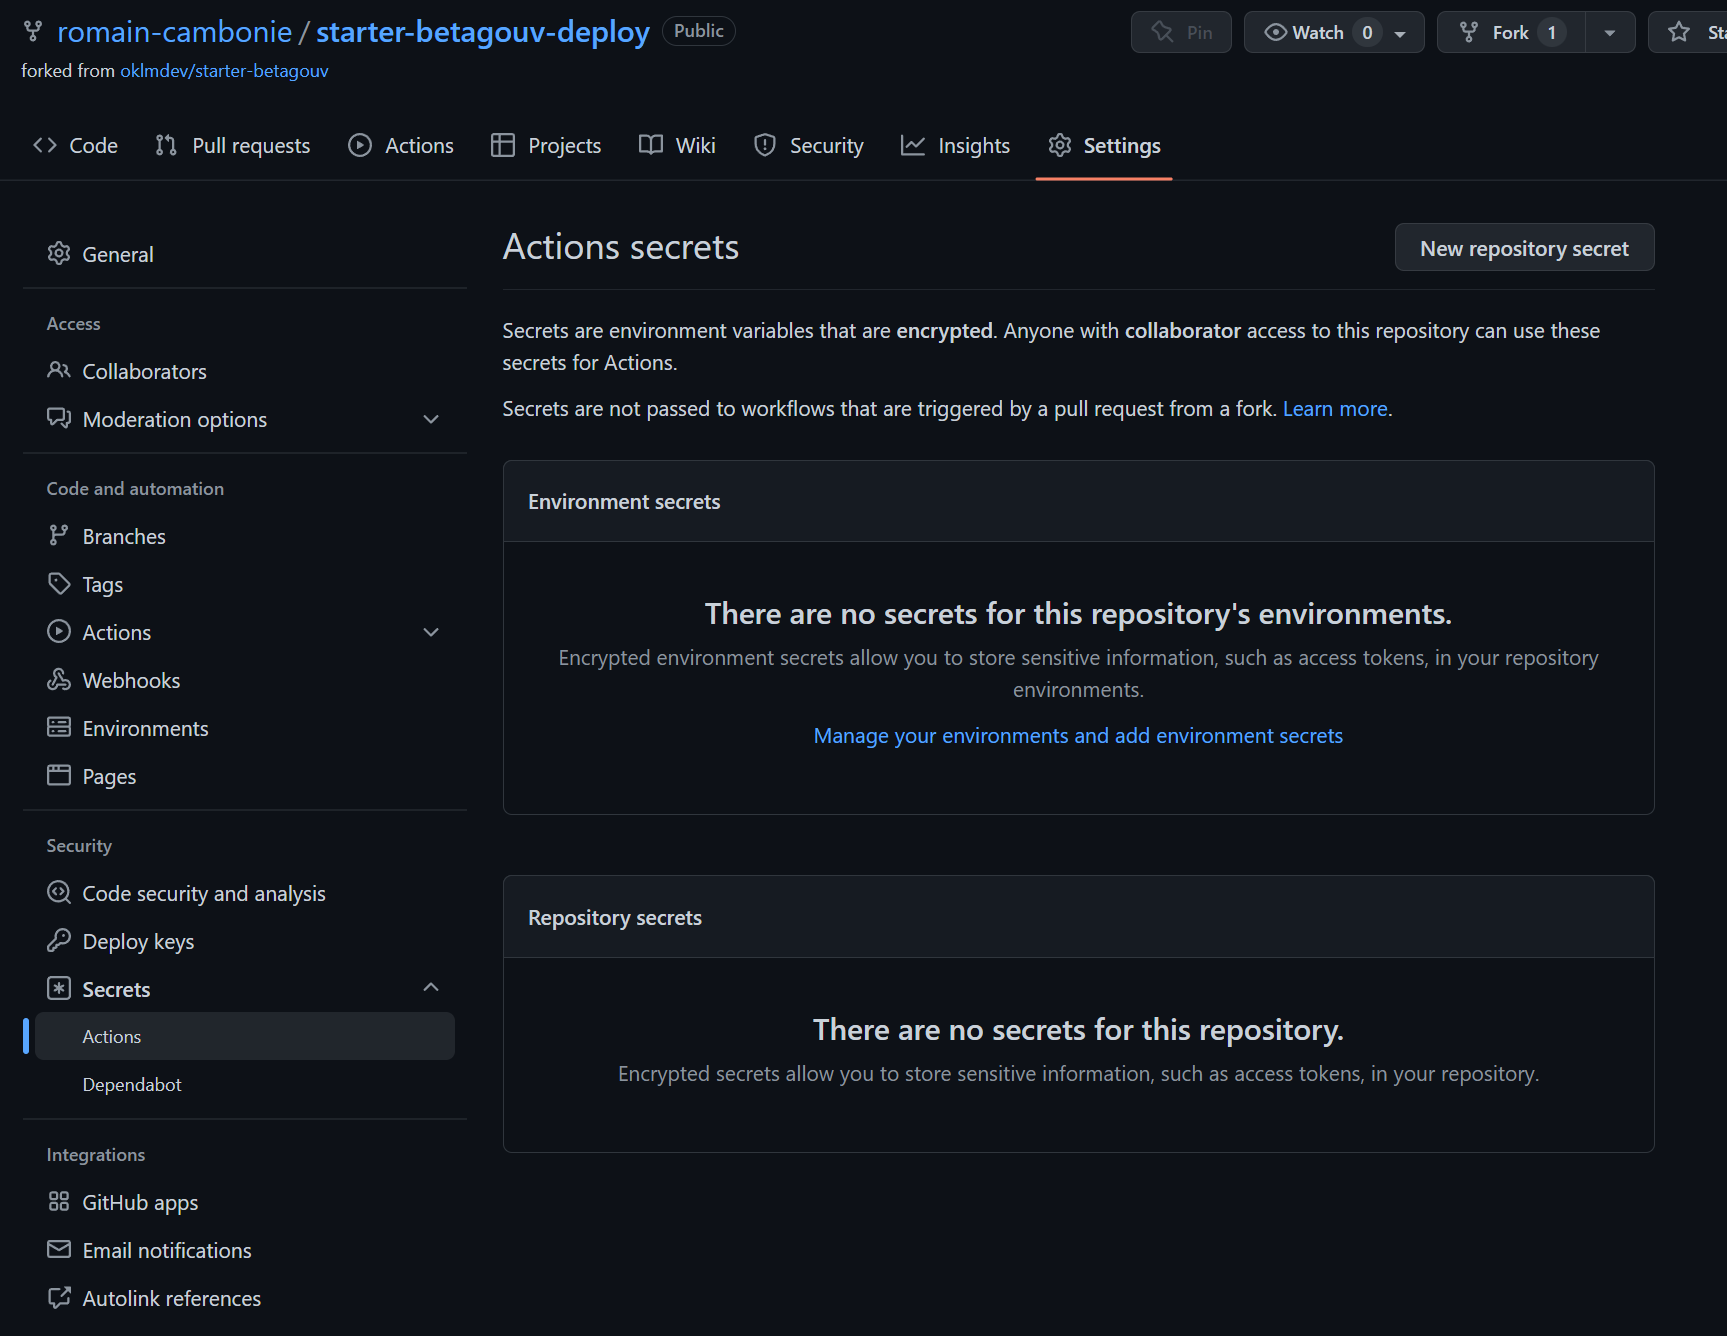 romain-cambonie / starter-betagouv-deploy Public
Pin Watch 0 Fork 1
forked from oklmdev/starter-betagouv
Code Pull requests Actions Projects Wiki Security Insights Settings
General
Access
Collaborators
Moderation options
Code and automation
Branches
Tags
Actions
Webhooks
Environments
Pages
Security
Code security and analysis
Deploy keys
Secrets
Actions
Dependabot
Integrations
GitHub apps
Email notifications
Autolink references
Actions secrets
New repository secret
Secrets are environment variables that are encrypted. Anyone with collaborator access to this repository can use these
secrets for Actions.
Secrets are not passed to workflows that are triggered by a pull request from a fork. Learn more.
Environment secrets
There are no secrets for this repository's environments.
Encrypted environment secrets allow you to store sensitive information, such as access tokens, in your repository
environments.
Manage your environments and add environment secrets
Repository secrets
There are no secrets for this repository.
Encrypted secrets allow you to store sensitive information, such as access tokens, in your repository.